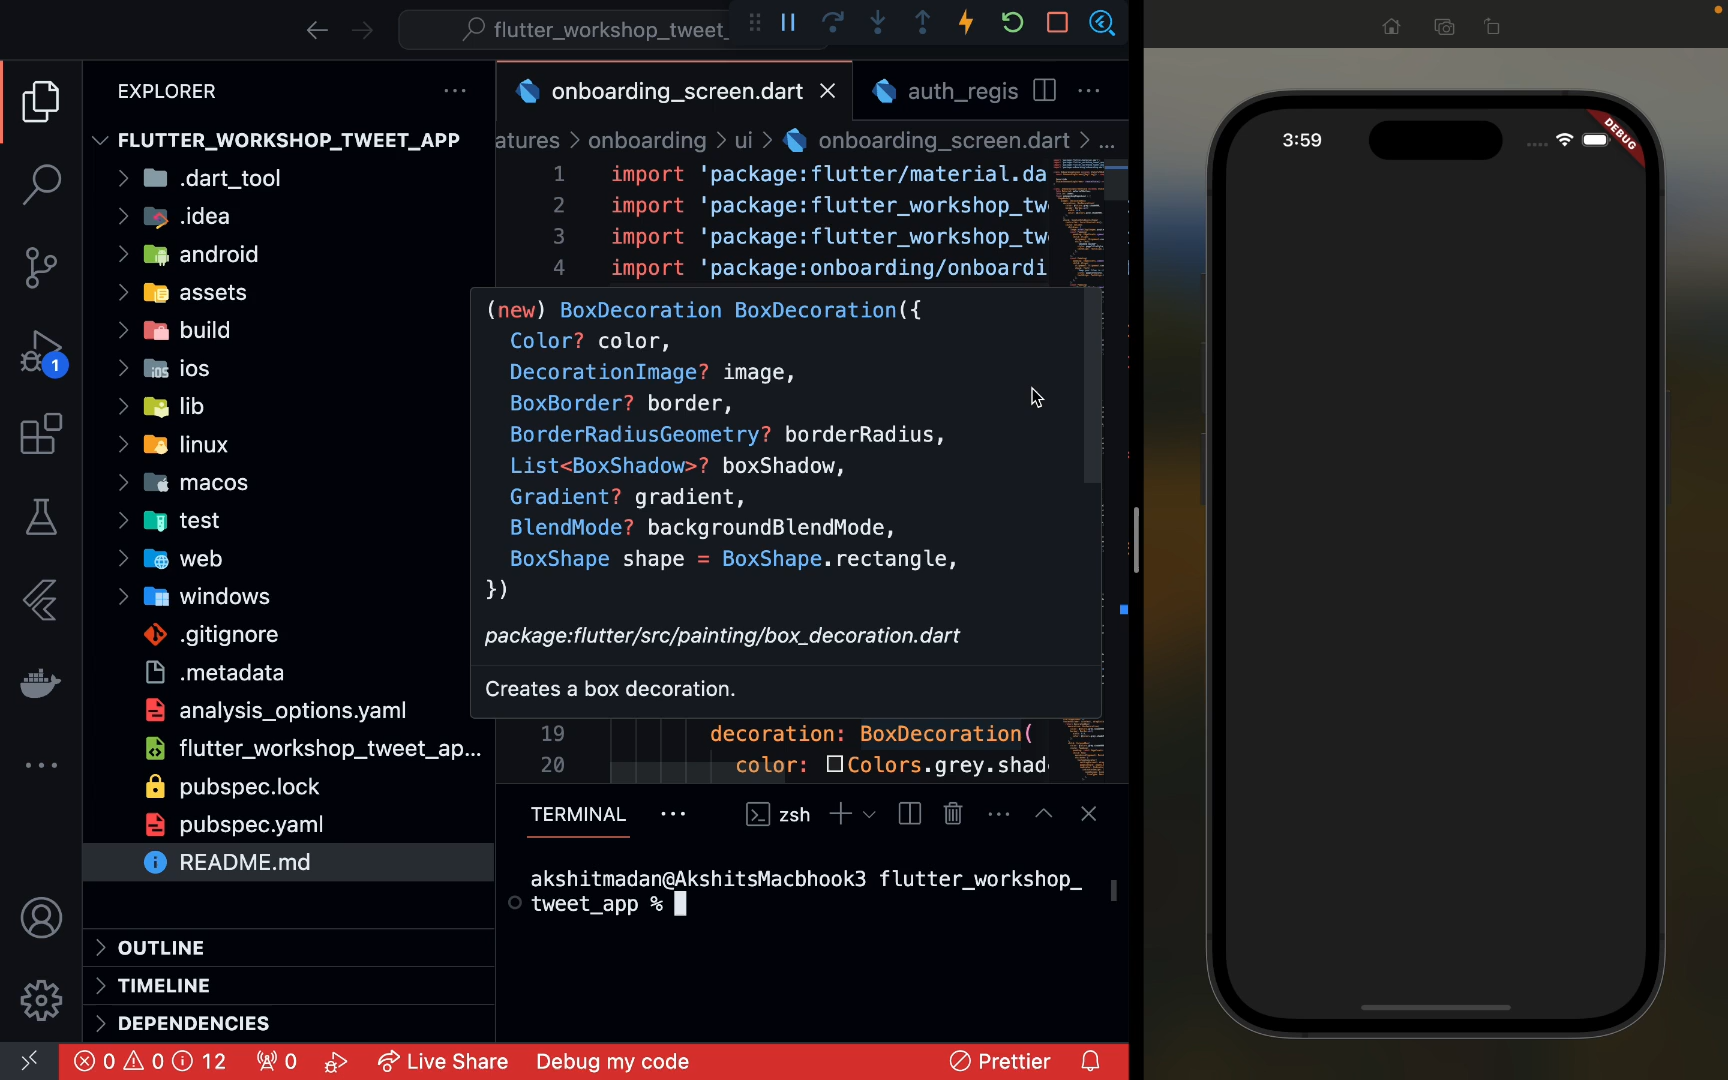 flutter_workshop_tweet_
EXPLORER
FLUTTER_WORKSHOP_TWEET_APP
.dart_tool
.idea
android
assets
build
ios
lib
linux
macos
test
web
windows
.gitignore
.metadata
analysis_options.yaml
flutter_workshop_tweet_ap...
pubspec.lock
pubspec.yaml
README.md
OUTLINE
TIMELINE
DEPENDENCIES
1
onboarding_screen.dart
auth_regis
atures > onboarding > ui > onboarding_screen.dart > ...
1 import 'package:flutter/material.da
2 import 'package:flutter_workshop_tw
3 import 'package:flutter_workshop_tw
4 import 'package:onboarding/onboardi
(new) BoxDecoration BoxDecoration({
Color? color,
DecorationImage? image,
BoxBorder? border,
BorderRadiusGeometry? borderRadius,
List<BoxShadow>? boxShadow,
Gradient? gradient,
BlendMode? backgroundBlendMode,
BoxShape shape = BoxShape.rectangle,
})
package:flutter/src/painting/box_decoration.dart
Creates a box decoration.
19 decoration: BoxDecoration(
20 color: Colors.grey.shad
TERMINAL
zsh
akshitmadan@AkshitsMacbhook3 flutter_workshop_
tweet_app %
0 0 12 0 Live Share Debug my code Prettier
3:59
DEBUG